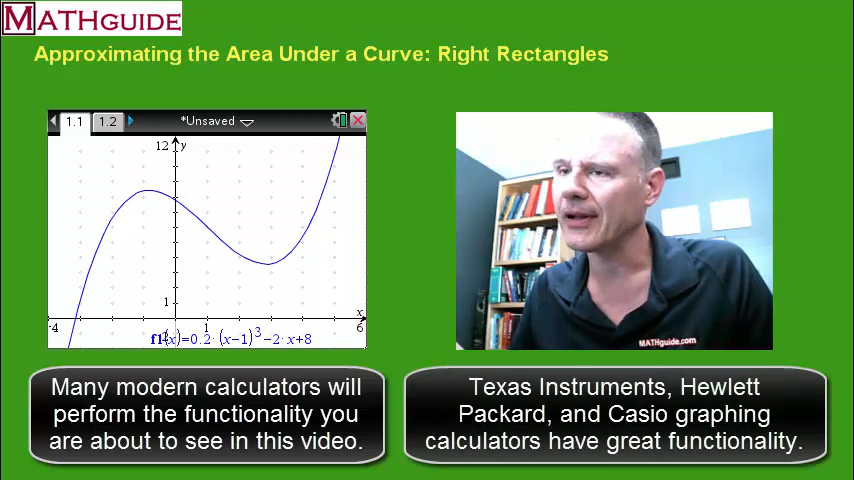 MATHGUIDE
Approximating the Area Under a Curve: Right Rectangles
1.1 1.2 *Unsaved
12 y
1
x
-4 1 6
f1(x)=0.2·(x−1)³−2·x+8
MATHguide.com
Many modern calculators will
perform the functionality you
are about to see in this video.
Texas Instruments, Hewlett
Packard, and Casio graphing
calculators have great functionality.